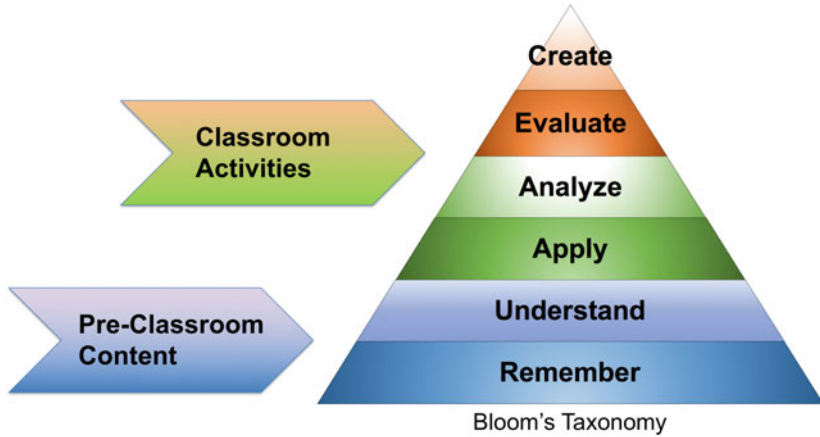 Create
Evaluate
Classroom
Activities
Analyze
Apply
Pre-Classroom
Content
Understand
Remember
Bloom's Taxonomy